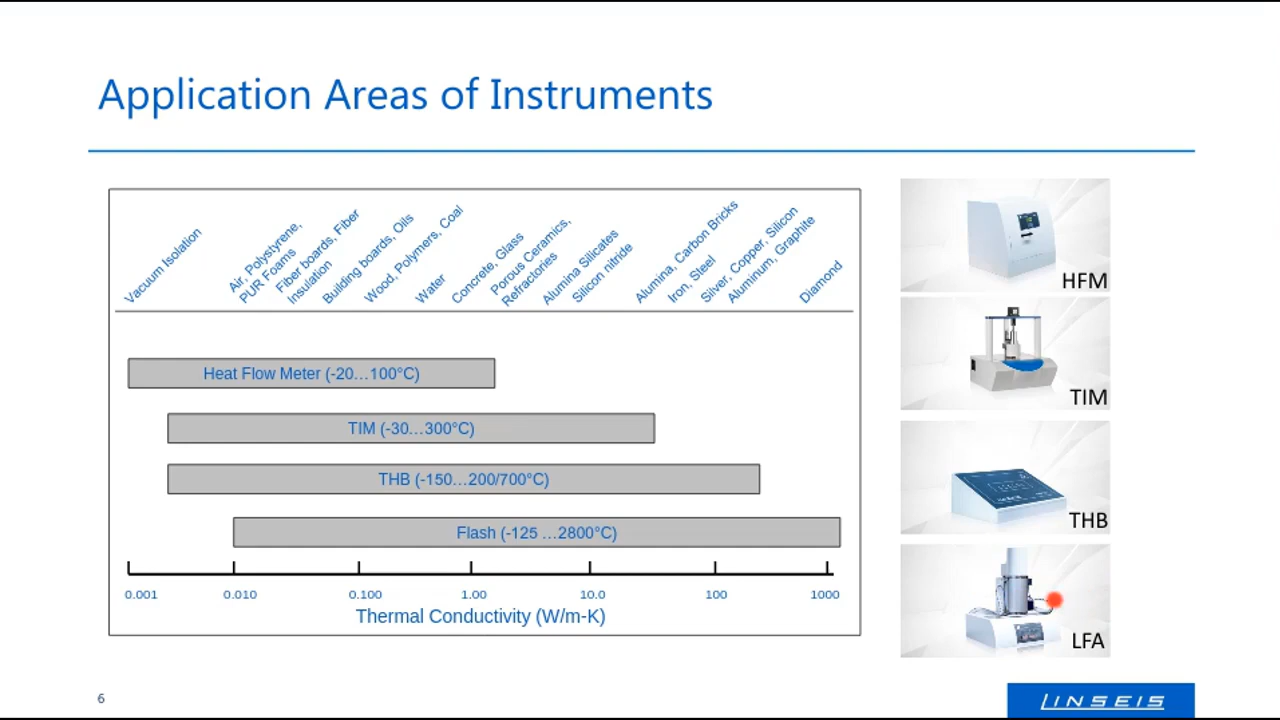 Application Areas of Instruments
Vacuum Isolation
Air, Polystyrene,
PUR Foams
Fiber boards, Fiber
Insulation
Building boards, Oils
Wood, Polymers, Coal
Water
Concrete, Glass
Porous Ceramics,
Refractories
Alumina Silicates
Silicon nitride
Alumina, Carbon Bricks
Iron, Steel
Silver, Copper, Silicon
Aluminum, Graphite
Diamond
Heat Flow Meter (-20…100°C)
TIM (-30…300°C)
THB (-150…200/700°C)
Flash (-125 …2800°C)
0.001 0.010 0.100 1.00 10.0 100 1000
Thermal Conductivity (W/m-K)
HFM
TIM
THB
LFA
6
LINSEIS